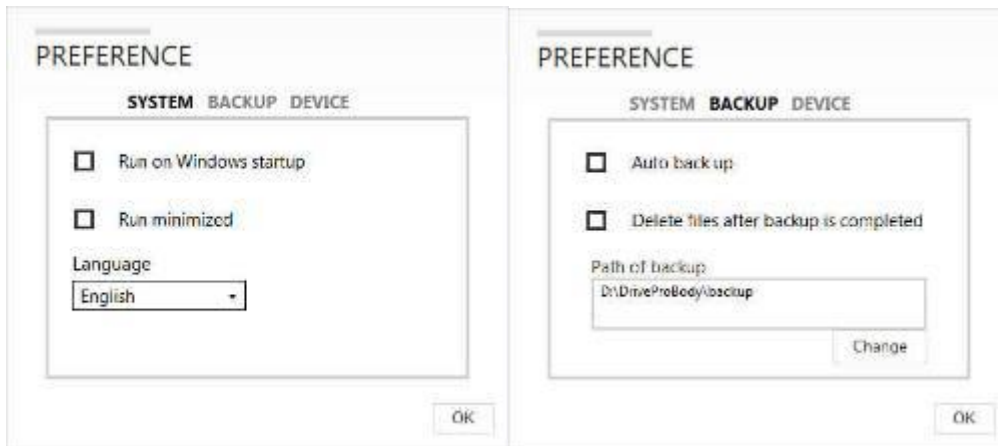 PREFERENCE
SYSTEM BACKUP DEVICE
Run on Windows startup
Run minimized
Language
English
OK
PREFERENCE
SYSTEM BACKUP DEVICE
Auto back up
Delete files after backup is completed
Path of backup
D:\DriveProBody\backup
Change
OK